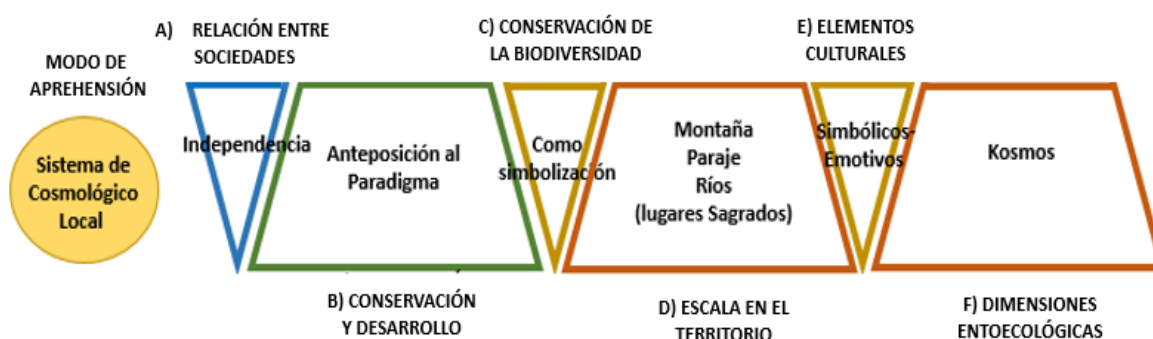 MODO DE
APREHENSIÓN
Sistema de
Cosmológico
Local
A) RELACIÓN ENTRE
SOCIEDADES
Independencia
Anteposición al
Paradigma
B) CONSERVACIÓN
Y DESARROLLO
C) CONSERVACIÓN DE
LA BIODIVERSIDAD
Como
simbolización
Montaña
Paraje
Ríos
(lugares Sagrados)
D) ESCALA EN EL
TERRITORIO
E) ELEMENTOS
CULTURALES
Simbólicos-
Emotivos
Kosmos
F) DIMENSIONES
ENTOECOLÓGICAS